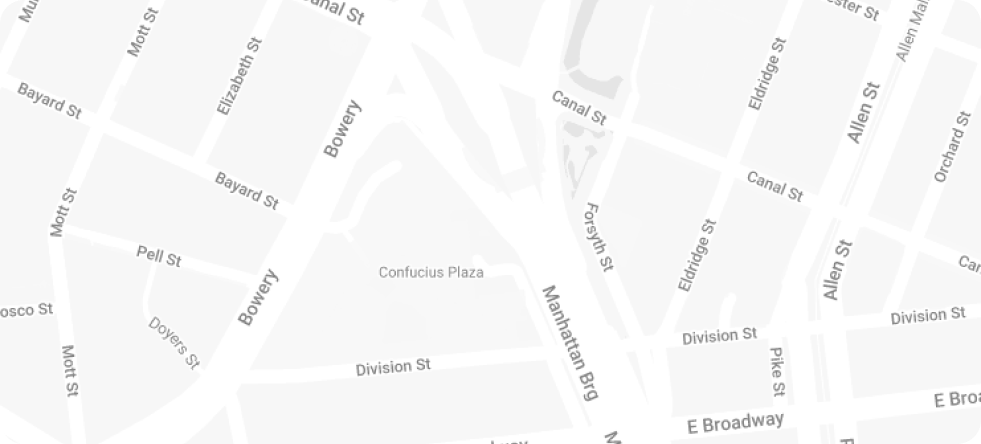 Mott St
Elizabeth St
Bayard St
Bowery
Canal St
Eldridge St
Allen St
Orchard St
Mott St
Bayard St
Canal St
Pell St
Forsyth St
Eldridge St
Allen St
Confucius Plaza
Bowery
Doyers St
Mott St
Division St
Manhattan Brg
Division St
Division St
Pike St
E Broadway